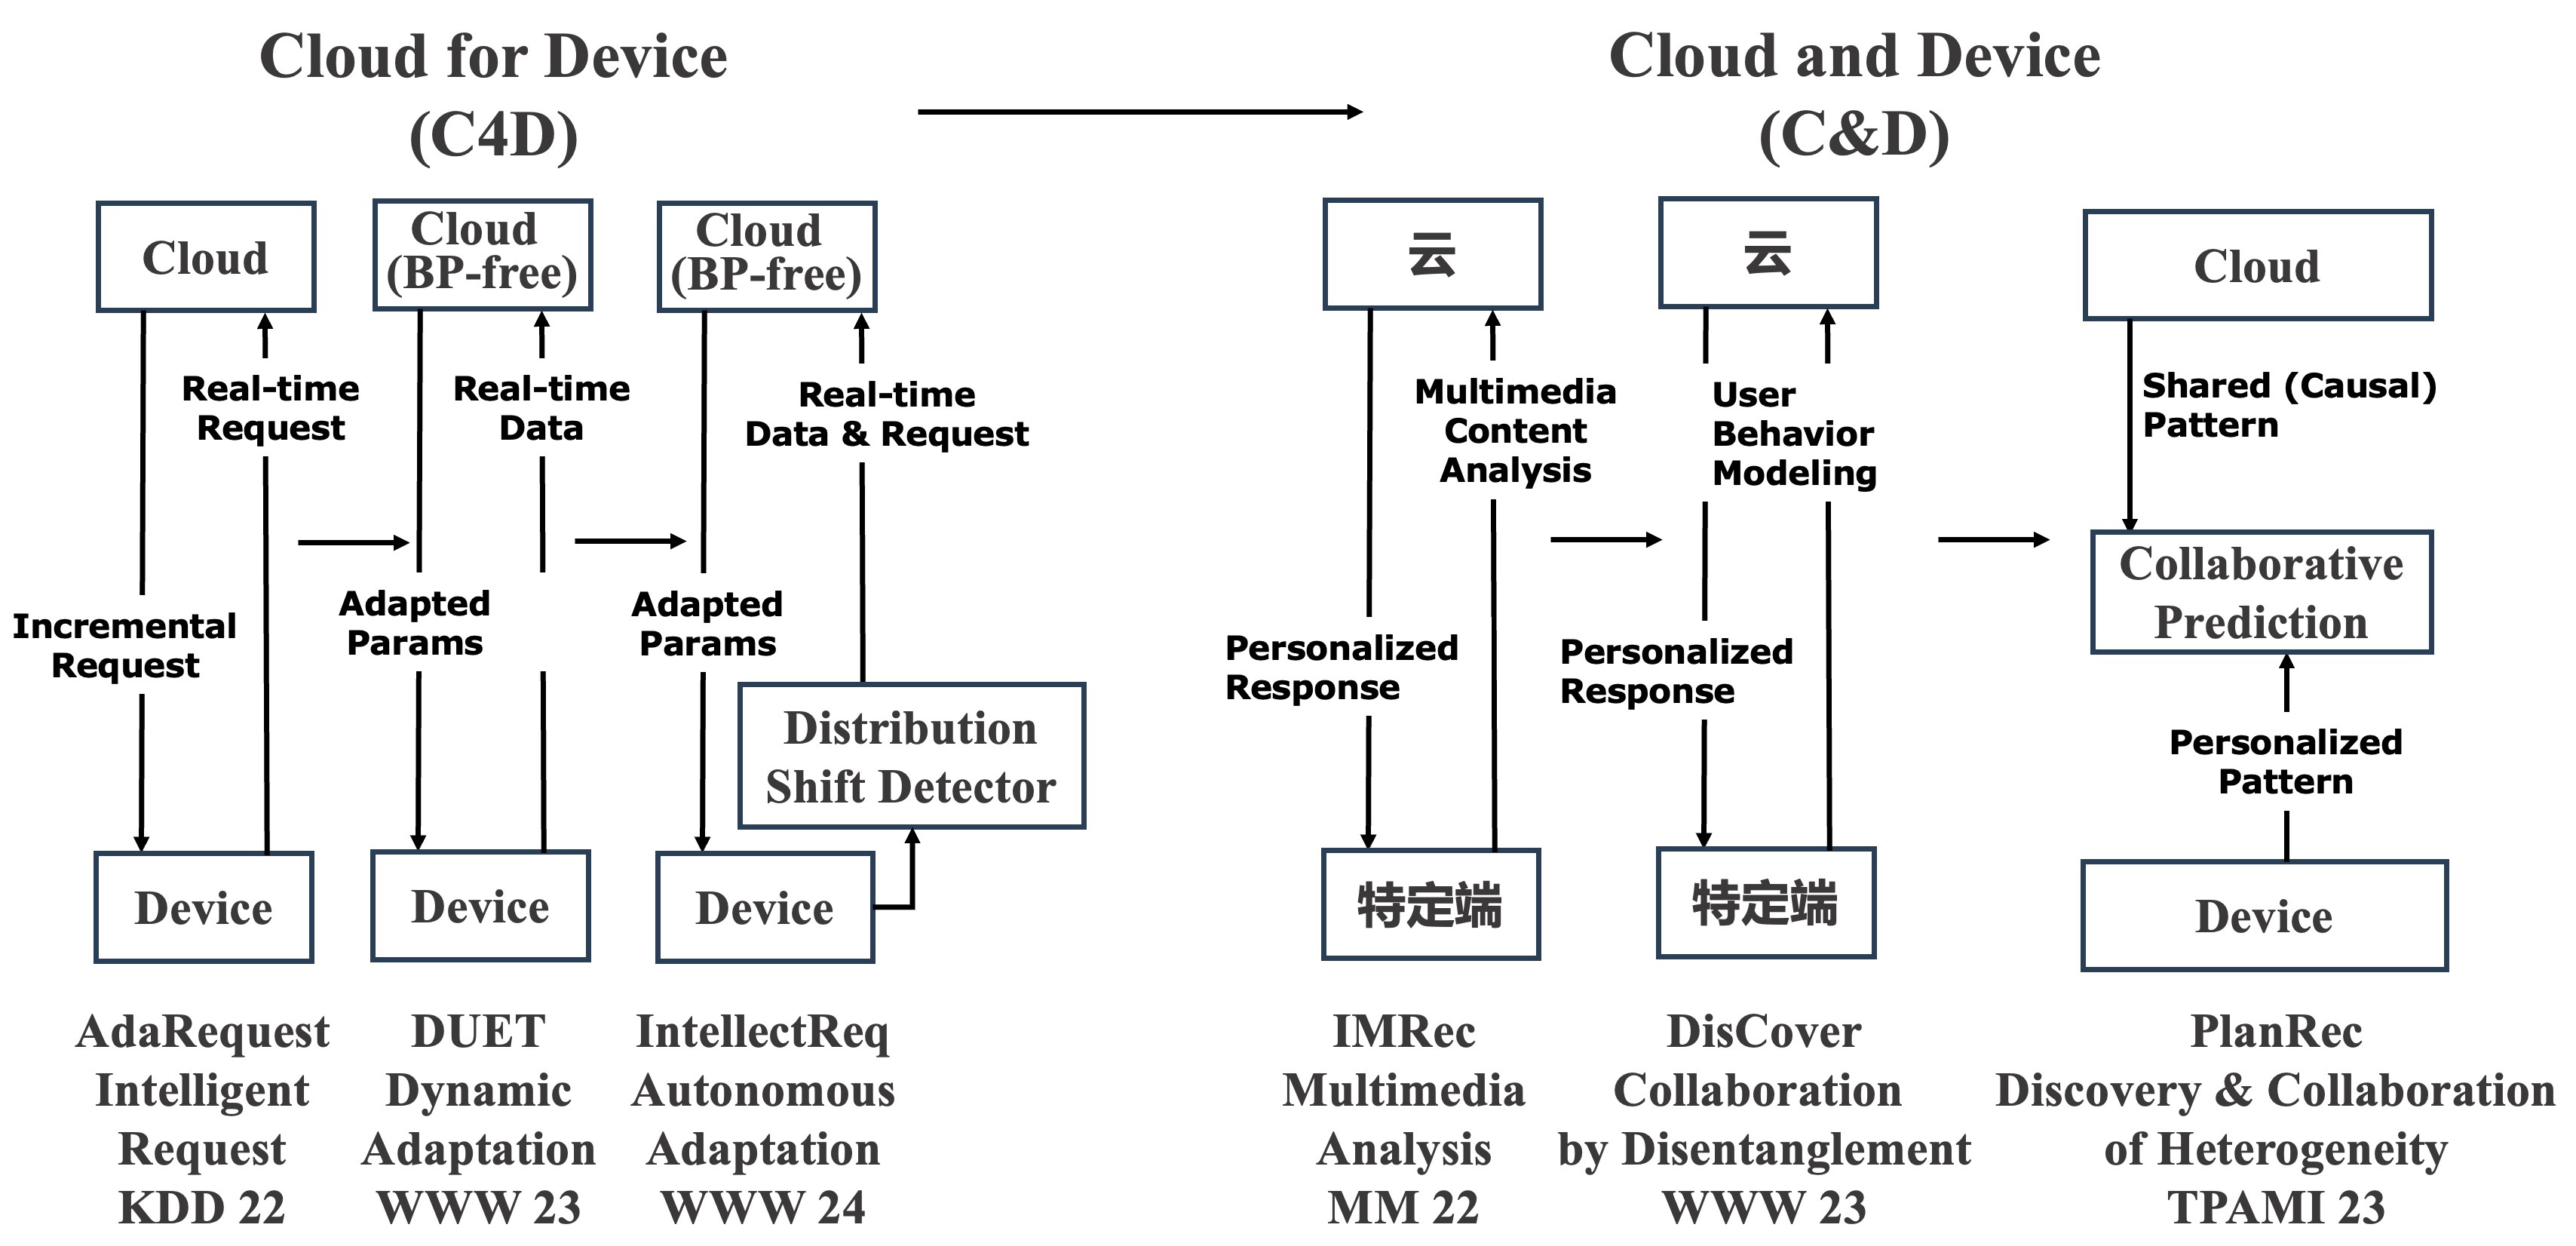 Cloud for Device
(C4D)
Cloud and Device
(C&D)
Cloud
Real-time
Request
Incremental
Request
Device
AdaRequest
Intelligent
Request
KDD 22
Cloud
(BP-free)
Real-time
Data
Adapted
Params
Device
DUET
Dynamic
Adaptation
WWW 23
Cloud
(BP-free)
Real-time
Data & Request
Adapted
Params
Distribution
Shift Detector
Device
IntellectReq
Autonomous
Adaptation
WWW 24
云
Multimedia
Content
Analysis
Personalized
Response
特定端
IMRec
Multimedia
Analysis
MM 22
云
User
Behavior
Modeling
Personalized
Response
特定端
DisCover
Collaboration
by Disentanglement
WWW 23
Cloud
Shared (Causal)
Pattern
Collaborative
Prediction
Personalized
Pattern
Device
PlanRec
Discovery & Collaboration
of Heterogeneity
TPAMI 23